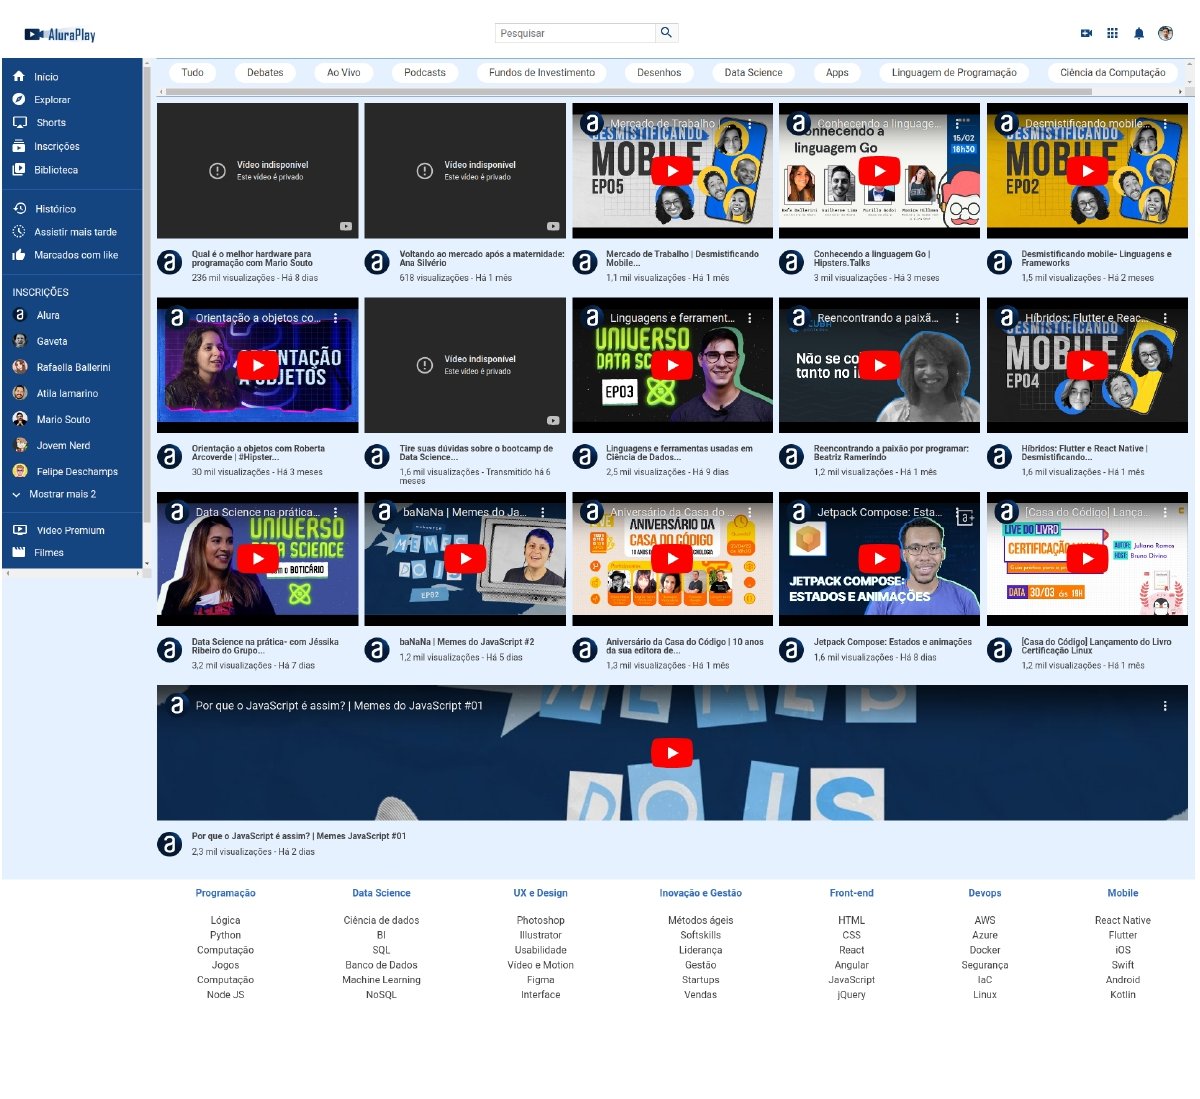 AluraPlay
Pesquisar
Início
Explorar
Shorts
Inscrições
Biblioteca
Histórico
Assistir mais tarde
Marcados com like
INSCRIÇÕES
Alura
Gaveta
Rafaella Ballerini
Atila Iamarino
Mario Souto
Jovem Nerd
Felipe Deschamps
Mostrar mais 2
Vídeo Premium
Filmes
Tudo
Debates
Ao Vivo
Podcasts
Fundos de Investimento
Desenhos
Data Science
Apps
Linguagem de Programação
Ciência da Computação
Vídeo indisponível
Este vídeo é privado
Qual é o melhor hardware para
programação com Mario Souto
236 mil visualizações - Há 8 dias
Vídeo indisponível
Este vídeo é privado
Voltando ao mercado após a maternidade:
Ana Silvério
618 visualizações - Há 1 mês
Mercado de Trabalho | ...
DESMISTIFICANDO
MOBILE
EP05
Mercado de Trabalho | Desmistificando
Mobile...
1,1 mil visualizações - Há 1 mês
Conhecendo a linguage...
Conhecendo a
linguagem Go
15/02
18h30
Conhecendo a linguagem Go |
Hipsters.Talks
3 mil visualizações - Há 3 meses
Desmistificando mobile...
DESMISTIFICANDO
MOBILE
EP02
Desmistificando mobile- Linguagens e
Frameworks
1,5 mil visualizações - Há 2 meses
Orientação a objetos co...
ORIENTAÇÃO
A OBJETOS
Orientação a objetos com Roberta
Arcoverde | #Hipster...
30 mil visualizações - Há 3 meses
Vídeo indisponível
Este vídeo é privado
Tire suas dúvidas sobre o bootcamp de
Data Science...
1,6 mil visualizações - Transmitido há 6
meses
Linguagens e ferrament...
UNIVERSO
DATA SCIENCE
EP03
Linguagens e ferramentas usadas em
Ciência de Dados...
2,5 mil visualizações - Há 9 dias
Reencontrando a paixã...
Não se co
tanto no i
Reencontrando a paixão por programar:
Beatriz Ramerindo
1,2 mil visualizações - Há 1 mês
Híbridos: Flutter e Reac...
DESMISTIFICANDO
MOBILE
EP04
Híbridos: Flutter e React Native |
Desmistificando...
1,6 mil visualizações - Há 1 mês
Data Science na prática...
UNIVERSO
DATA SCIENCE
com o BOTICÁRIO
Data Science na prática- com Jéssika
Ribeiro do Grupo...
3,2 mil visualizações - Há 7 dias
baNaNa | Memes do Ja...
MEMES
DOIS
EP02
baNaNa | Memes do JavaScript #2
1,2 mil visualizações - Há 5 dias
Aniversário da Casa do ...
LIVE
ANIVERSÁRIO DA
CASA DO CÓDIGO
Aniversário da Casa do Código | 10 anos
da sua editora de...
1,3 mil visualizações - Há 1 mês
Jetpack Compose: Esta...
JETPACK COMPOSE:
ESTADOS E ANIMAÇÕES
Jetpack Compose: Estados e animações
1,6 mil visualizações - Há 8 dias
[Casa do Código] Lança...
LIVE DO LIVRO
CERTIFICAÇÃO
AUTOR: Juliana Ramos
HOST: Bruno Divino
DATA 30/03 às 19H
[Casa do Código] Lançamento do Livro
Certificação Linux
1,2 mil visualizações - Há 1 mês
Por que o JavaScript é assim? | Memes do JavaScript #01
MEMES
DOIS
Por que o JavaScript é assim? | Memes JavaScript #01
2,3 mil visualizações - Há 2 dias
Programação
Lógica
Python
Computação
Jogos
Computação
Node JS
Data Science
Ciência de dados
BI
SQL
Banco de Dados
Machine Learning
NoSQL
UX e Design
Photoshop
Illustrator
Usabilidade
Vídeo e Motion
Figma
Interface
Inovação e Gestão
Métodos ágeis
Softskills
Liderança
Gestão
Startups
Vendas
Front-end
HTML
CSS
React
Angular
JavaScript
jQuery
Devops
AWS
Azure
Docker
Segurança
IaC
Linux
Mobile
React Native
Flutter
iOS
Swift
Android
Kotlin